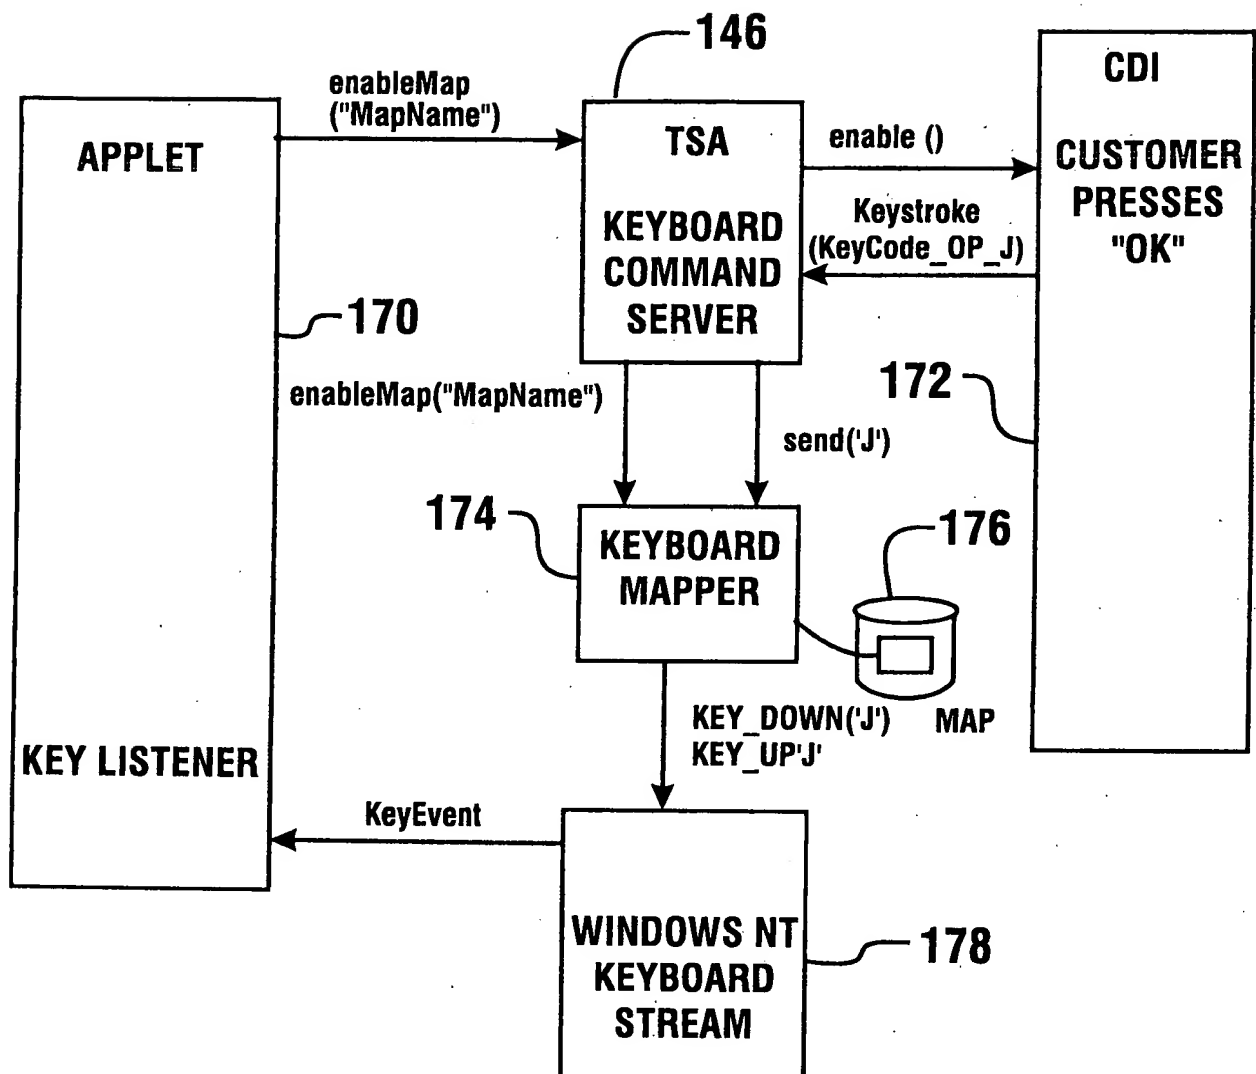 146
enableMap
("MapName")
APPLET
TSA
KEYBOARD
COMMAND
SERVER
enable ()
Keystroke
(KeyCode_OP_J)
CDI
CUSTOMER
PRESSES
"OK"
170
172
enableMap("MapName")
send('J')
174
KEYBOARD
MAPPER
176
KEY_DOWN('J')
KEY_UP'J'
MAP
KEY LISTENER
KeyEvent
WINDOWS NT
KEYBOARD
STREAM
178